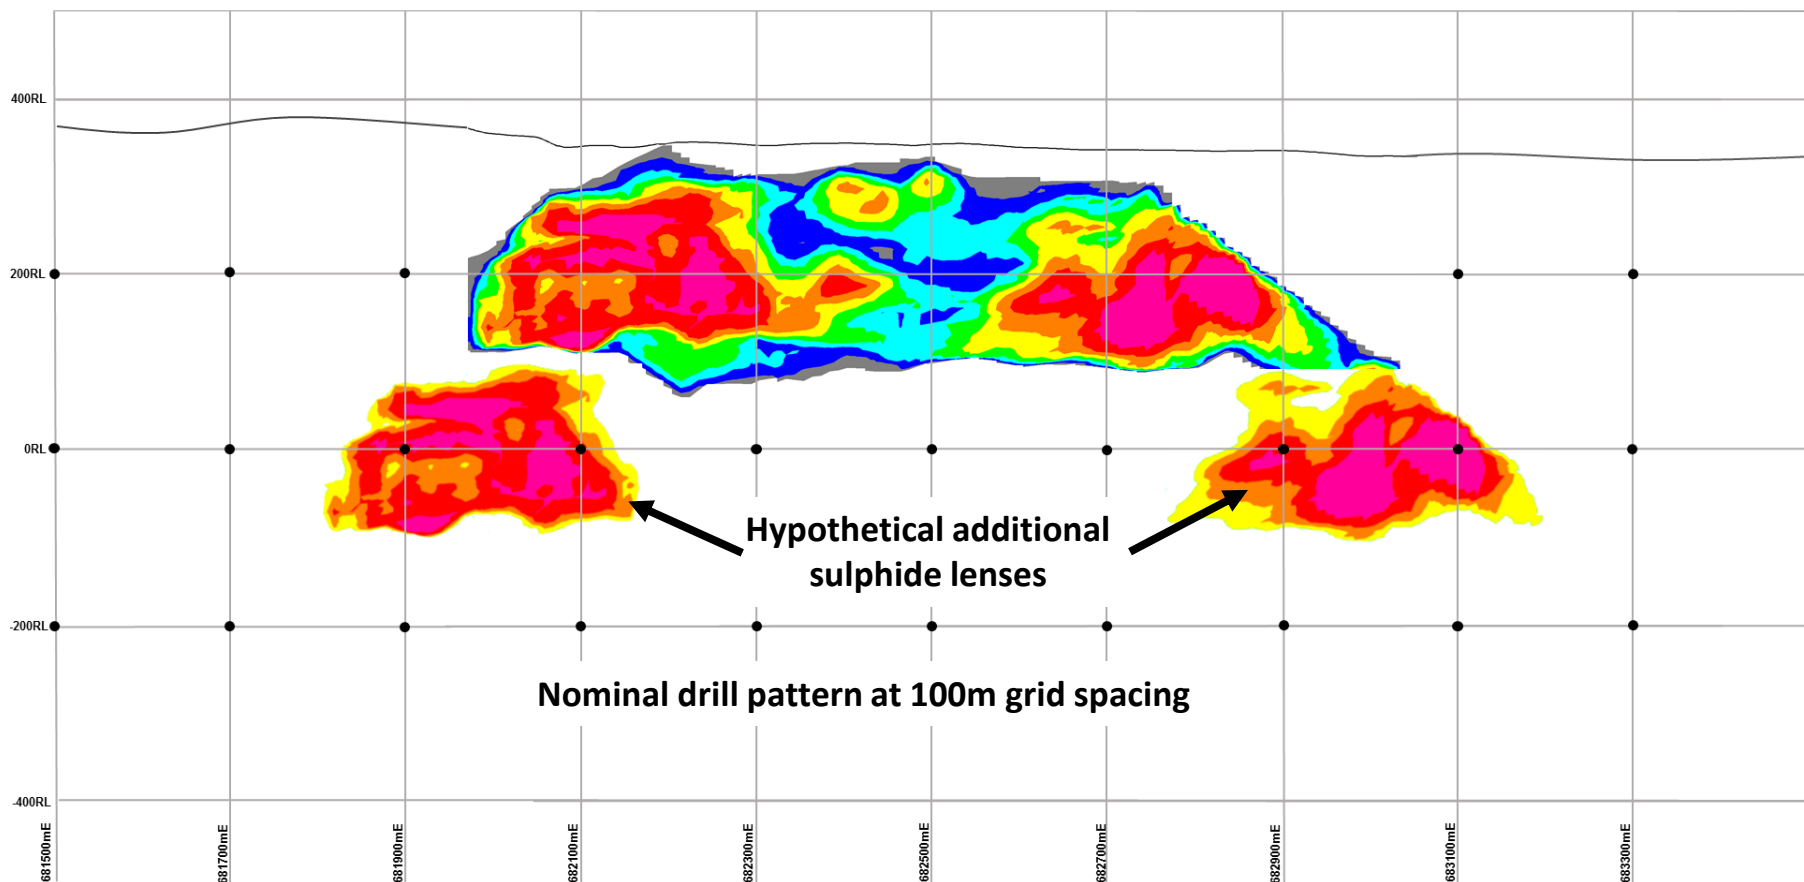 400RL
200RL
0RL
Hypothetical additional
sulphide lenses
-200RL
Nominal drill pattern at 100m grid spacing
-400RL
681500mE
681700mE
681900mE
682100mE
682300mE
682500mE
682700mE
682900mE
683100mE
683300mE